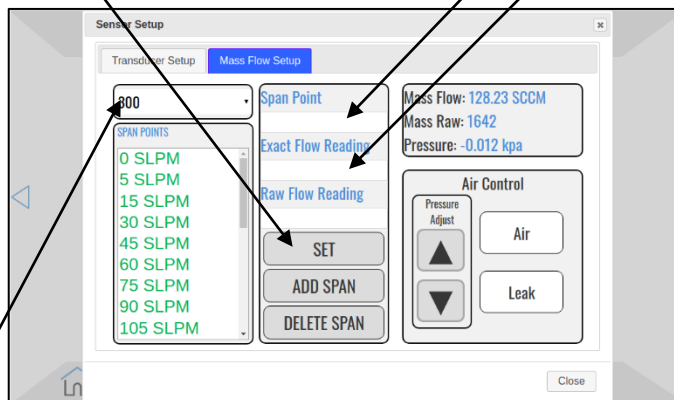 Sensor Setup
Transducer Setup
Mass Flow Setup
800
SPAN POINTS
0 SLPM
5 SLPM
15 SLPM
30 SLPM
45 SLPM
60 SLPM
75 SLPM
90 SLPM
105 SLPM
Span Point
Exact Flow Reading
Raw Flow Reading
SET
ADD SPAN
DELETE SPAN
Mass Flow: 128.23 SCCM
Mass Raw: 1642
Pressure: -0.012 kpa
Air Control
Pressure
Adjust
Air
Leak
Close